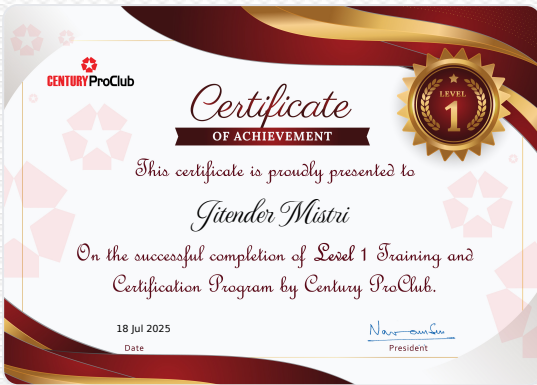 CENTURY ProClub
Certificate
OF ACHIEVEMENT
LEVEL
1
This certificate is proudly presented to
Jitender Mistri
On the successful completion of Level 1 Training and
Certification Program by Century ProClub.
18 Jul 2025
Date
President